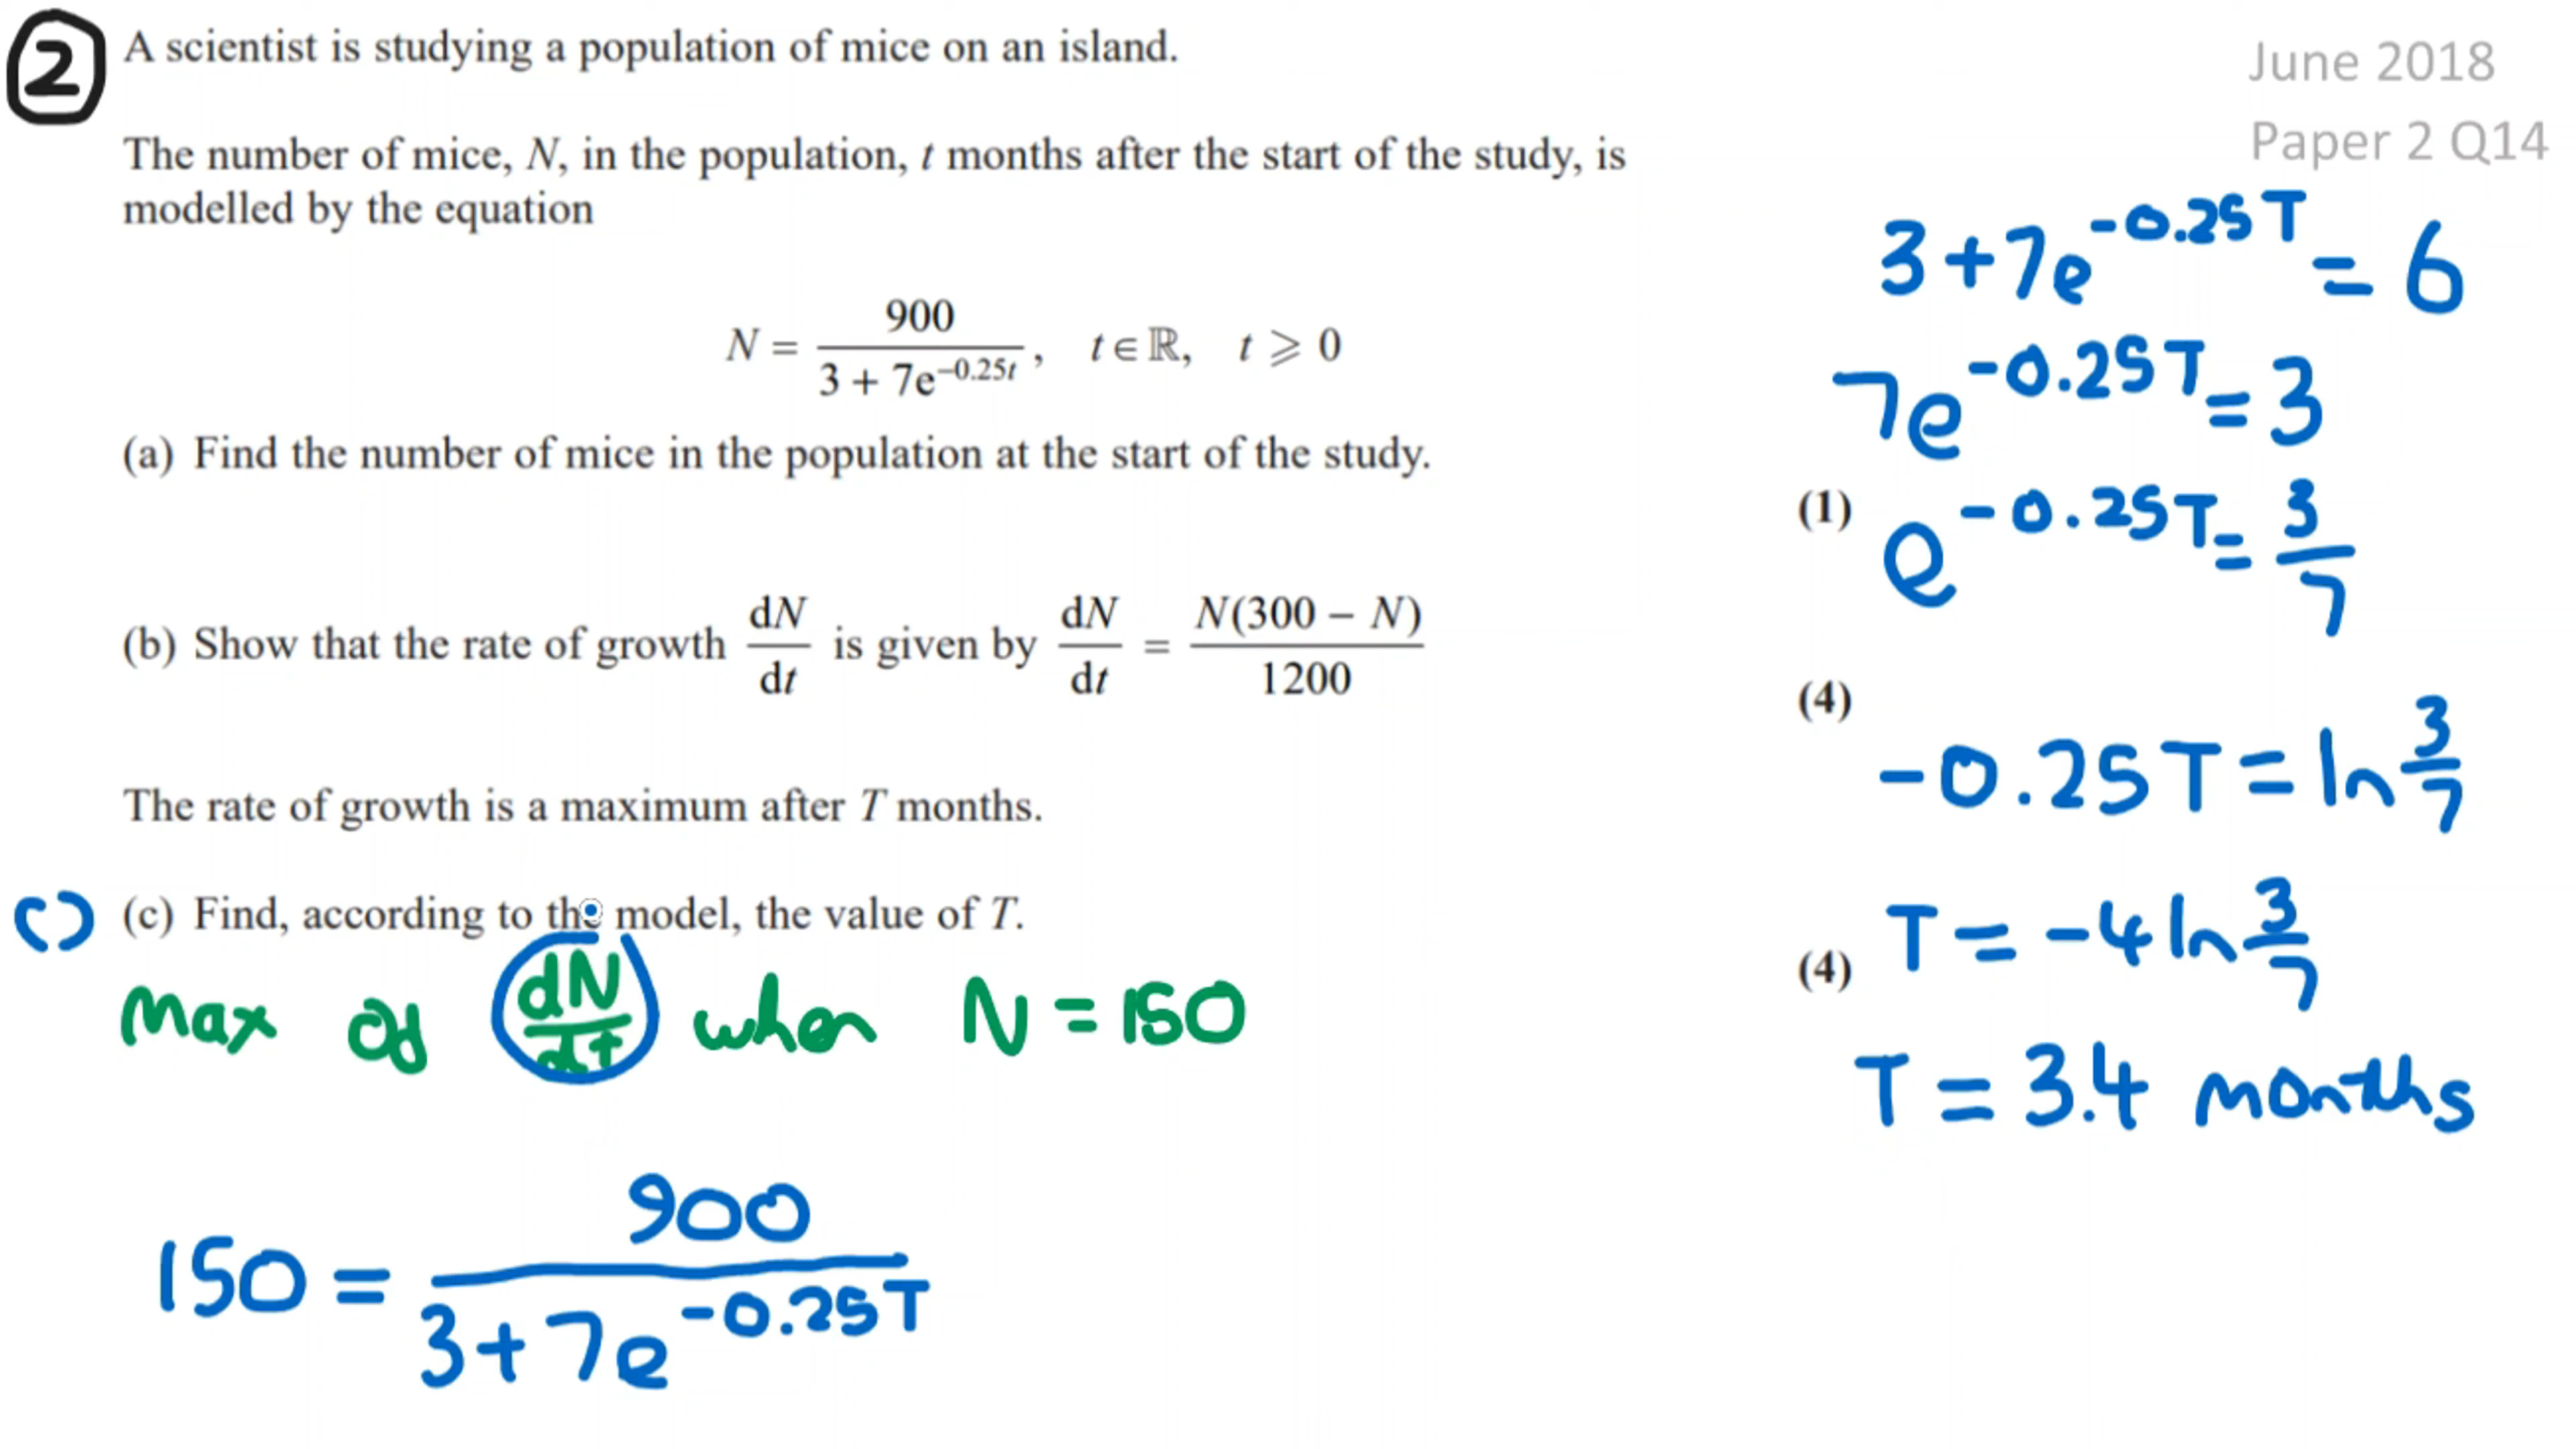 2
A scientist is studying a population of mice on an island.
June 2018
Paper 2 Q14
The number of mice, N, in the population, t months after the start of the study, is
modelled by the equation
N = 900 / (3 + 7e^{-0.25t}), t ∈ ℝ, t ⩾ 0
(a) Find the number of mice in the population at the start of the study.
(1)
(b) Show that the rate of growth dN/dt is given by dN/dt = N(300 – N)/1200
(4)
The rate of growth is a maximum after T months.
c) (c) Find, according to the model, the value of T.
(4)
Max of dN/dt when N = 150
150 = 900 / (3+7e^{-0.25T})
3+7e^{-0.25T} = 6
7e^{-0.25T} = 3
e^{-0.25T} = 3/7
-0.25T = ln 3/7
T = -4 ln 3/7
T = 3.4 months